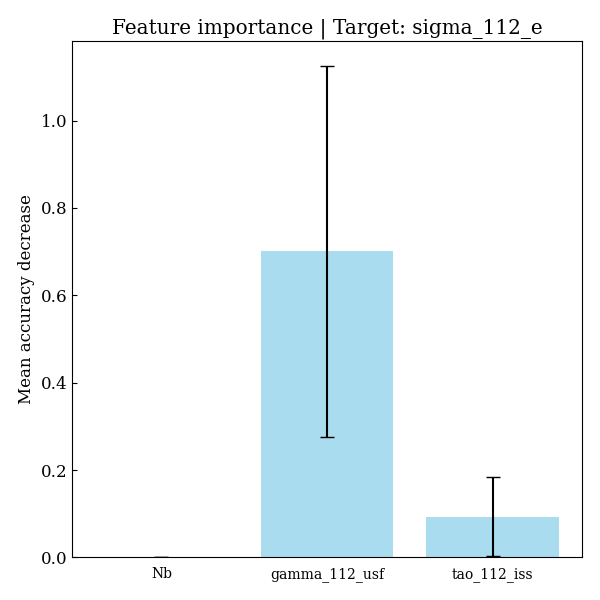 Feature importance | Target: sigma_112_e
Mean accuracy decrease
1.0
0.8
0.6
0.4
0.2
0.0
Nb gamma_112_usf tao_112_iss